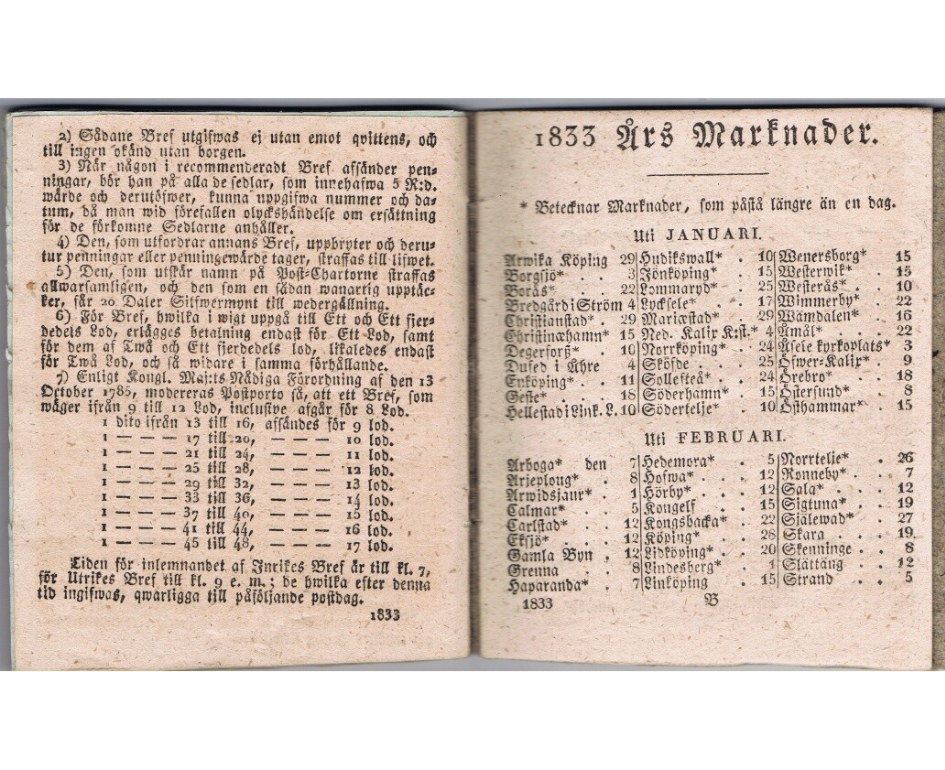 2) Sådane Bref utgifwas ej utan emot qvittens, och
till ingen okänd utan borgen.
3) När någon i recommenderadt Bref afsänder pen-
ningar, bör han på alla de sedlar, som innehafwa 5 R:d.
wärde och derutöfwer, kunna uppgifwa nummer och da-
tum, då man wid förefallen olyckshändelse om ersättning
för de förkomne Sedlarne anhåller.
4) Den, som utfordrar annans Bref, uppbryter och deru-
tur penningar eller penningewärde tager, straffas till lifwet.
5) Den, som utskär namn på Post-Chartorne straffas
allwarsamligen, och den som en sådan wanartig upptäc-
ker, får 20 Daler Silfwermynt till wedergällning.
6) För Bref, hwilka i wigt uppgå till Ett och Ett fjer-
dedels Lod, erlägges betalning endast för Ett Lod, samt
för dem af Twå och Ett fjerdedels lod, likaledes endast
för Twå Lod, och så widare i samma förhållande.
7) Enligt Kongl. Maj:ts Nådiga Förordning af den 13
October 1785, modereras Postporto så, att ett Bref, som
wäger ifrån 9 till 12 Lod, inclusive afgår för 8 Lod.
1 dito ifrån 13 till 16, afsändes för 9 lod.
1 — — — 17 till 20, — — — 10 lod.
1 — — — 21 till 24, — — — 11 lod.
1 — — — 25 till 28, — — — 12 lod.
1 — — — 29 till 32, — — — 13 lod.
1 — — — 33 till 36, — — — 14 lod.
1 — — — 37 till 40, — — — 15 lod.
1 — — — 41 till 44, — — — 16 lod.
1 — — — 45 till 48, — — — 17 lod.
Tiden för inlemnandet af Inrikes Bref är till kl. 7,
för Utrikes Bref till kl. 9 e. m.; de hwilka efter denna
tid ingifwas, qwarligga till påföljande postdag.
1833
1833 Års Marknader.
* Betecknar Marknader, som påstå längre än en dag.
Uti JANUARI.
Arwika Köping 29 Hudikswall* . 10 Wenersborg* 15
Borgsjö* . 3 Jönköping* . 15 Westerwik* . 15
Borås* . . 22 Lommaryd* . 25 Westerås* . . 10
Bredgård i Ström 4 Lycksele* . 17 Wimmerby* . 22
Christianstad* . 29 Mariæstad* . 29 Wämdalen* . 16
Christinæhamn* 15 Ned. Kalix K:st.* 4 Åmål* . . 22
Degerforß* . 10 Norrköping* . 24 Åsele kyrkoplats* 3
Dufed i Åhre 4 Sköfde . . 25 Öfwer-Kalix* . 9
Enköping* . 11 Sollefteå* . 24 Örebro* . . 18
Gefle* . . 18 Söderhamn* . 15 Östersund* . 8
Hellestad i Link. L. 10 Södertelje* . 10 Östhammar* . 15
Uti FEBRUARI.
Arboga* den 7 Hedemora* . 5 Norrtelje* . 26
Arjeploug* . 8 Hofwa* . . 12 Ronneby* . 7
Arwidsjaur* . 1 Hörby* . . 13 Sala* . . 12
Calmar* . 5 Kongelf . 15 Sigtuna* . 19
Carlstad* . 12 Kongsbacka* . 22 Själewad* . 27
Eksjö* . 12 Köping* . . 28 Skara . . 19
Gamla Byn . 12 Lidköping* . 20 Skenninge . 8
Grenna . 8 Lindesberg* . 1 Slättäng . 12
Haparanda* . 7 Linköping . 15 Strand . . 5
1833 B